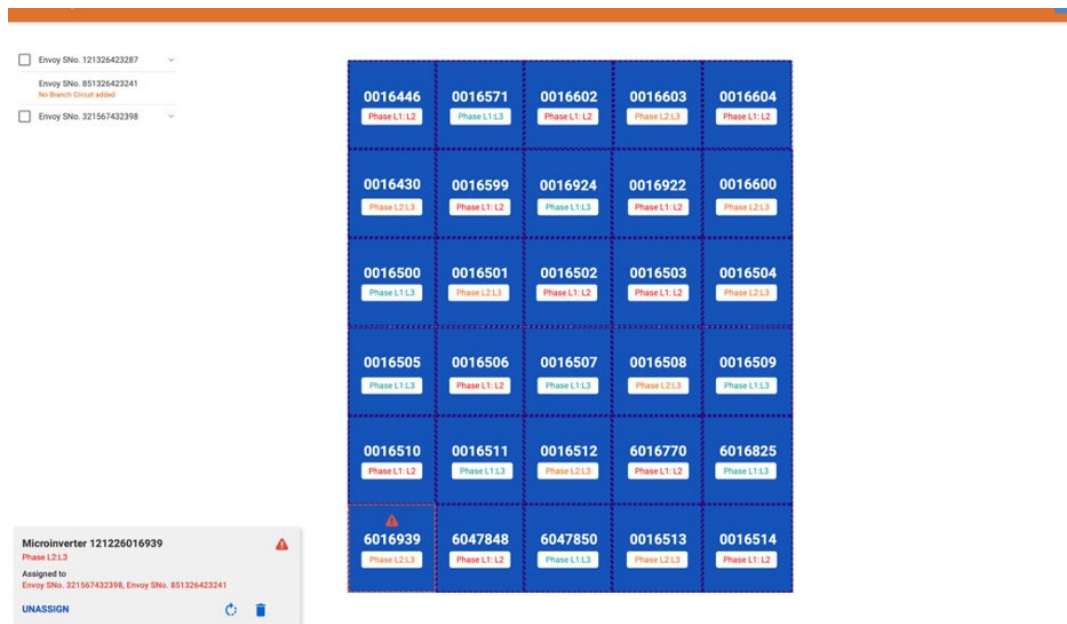 Envoy SNo. 121326423287
Envoy SNo. 851326423241
No Branch Circuit added
Envoy SNo. 321567432398
0016446 0016571 0016602 0016603 0016604
Phase L1: L2 Phase L1:L3 Phase L1: L2 Phase L2:L3 Phase L1: L2
0016430 0016599 0016924 0016922 0016600
Phase L2:L3 Phase L1: L2 Phase L1:L3 Phase L1: L2 Phase L2:L3
0016500 0016501 0016502 0016503 0016504
Phase L1:L3 Phase L2:L3 Phase L1: L2 Phase L1: L2 Phase L2:L3
0016505 0016506 0016507 0016508 0016509
Phase L1:L3 Phase L1: L2 Phase L1:L3 Phase L2:L3 Phase L1:L3
0016510 0016511 0016512 6016770 6016825
Phase L1: L2 Phase L1:L3 Phase L2:L3 Phase L1: L2 Phase L1:L3
6016939 6047848 6047850 0016513 0016514
Phase L2:L3 Phase L1: L2 Phase L1:L3 Phase L2:L3 Phase L1: L2
Microinverter 121226016939
Phase L2:L3
Assigned to
Envoy SNo. 321567432398, Envoy SNo. 851326423241
UNASSIGN